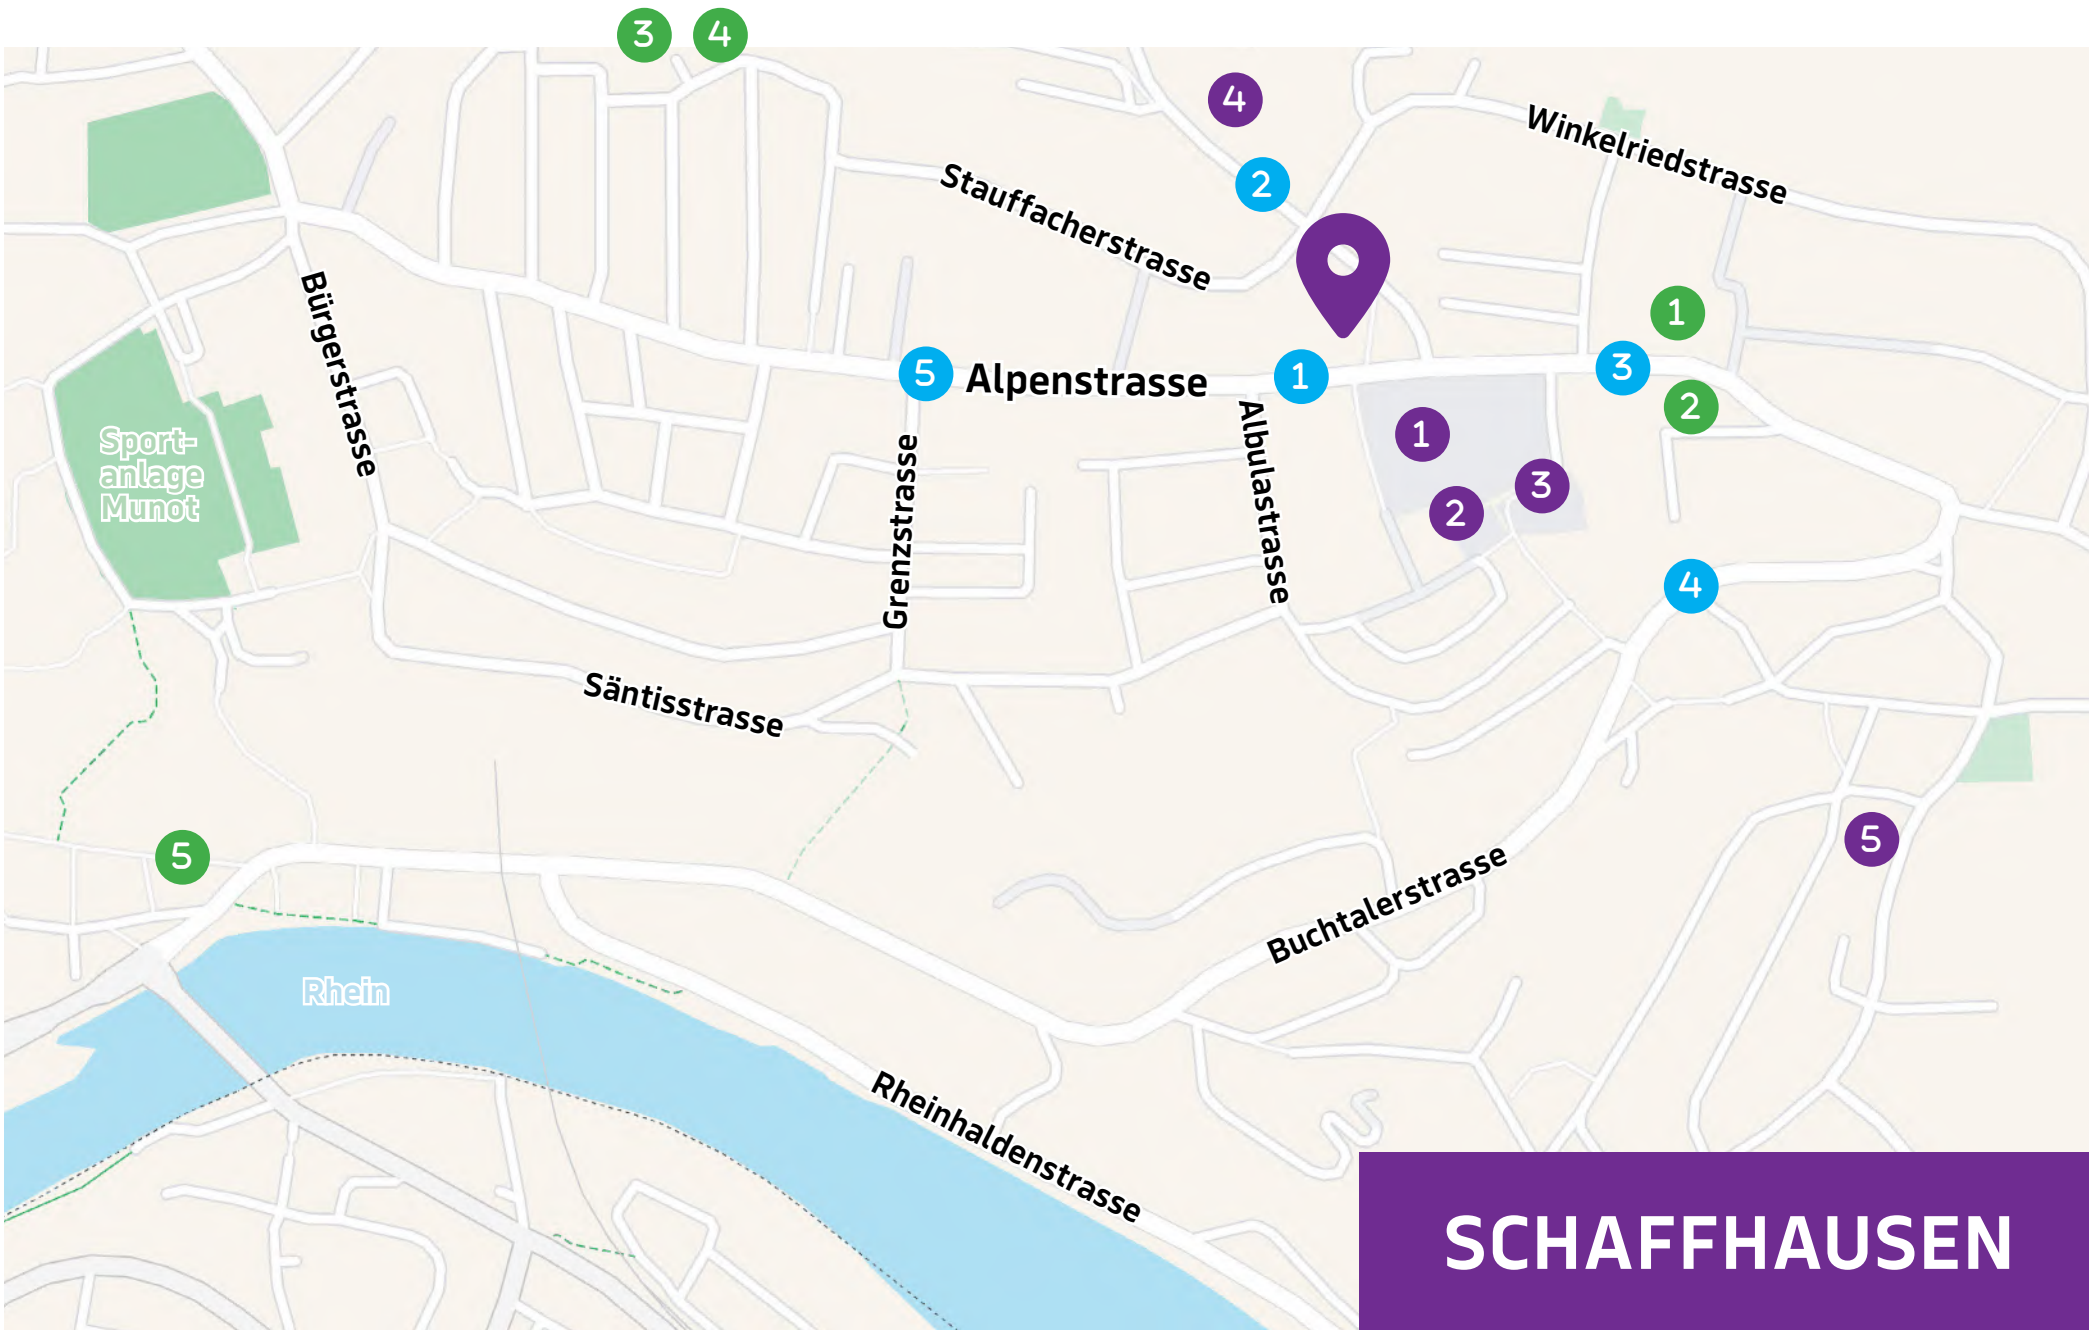 3
4
4
Winkelriedstrasse
2
Stauffacherstrasse
Bürgerstrasse
1
5
Alpenstrasse
1
3
2
Sport-
anlage
Munot
Grenzstrasse
Albulastrasse
1
3
2
4
Säntisstrasse
5
5
Buchtalerstrasse
Rhein
Rheinhaldenstrasse
SCHAFFHAUSEN